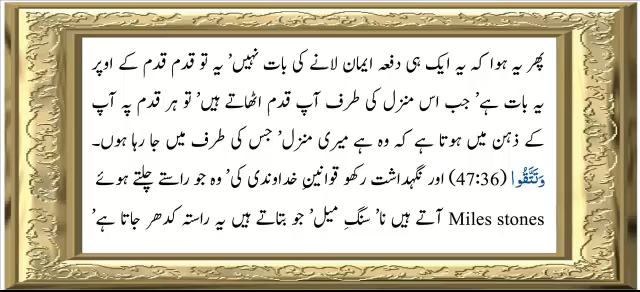 پھر یہ ہوا کہ یہ ایک ہی دفعہ ایمان لانے کی بات نہیں’ یہ تو قدم قدم کے اوپر
یہ بات ہے’ جب اس منزل کی طرف آپ قدم اٹھاتے ہیں’ تو ہر قدم پہ آپ
کے ذہن میں ہوتا ہے کہ وہ ہے میری منزل’ جس کی طرف میں جا رہا ہوں۔
وَتَتَّقُوا (47:36) اور نگہداشت رکھو قوانینِ خداوندی کی’ وہ جو راستے چلتے ہوئے
Miles stones آتے ہیں نا’ سنگِ میل’ جو بتاتے ہیں یہ راستہ کدھر جاتا ہے’